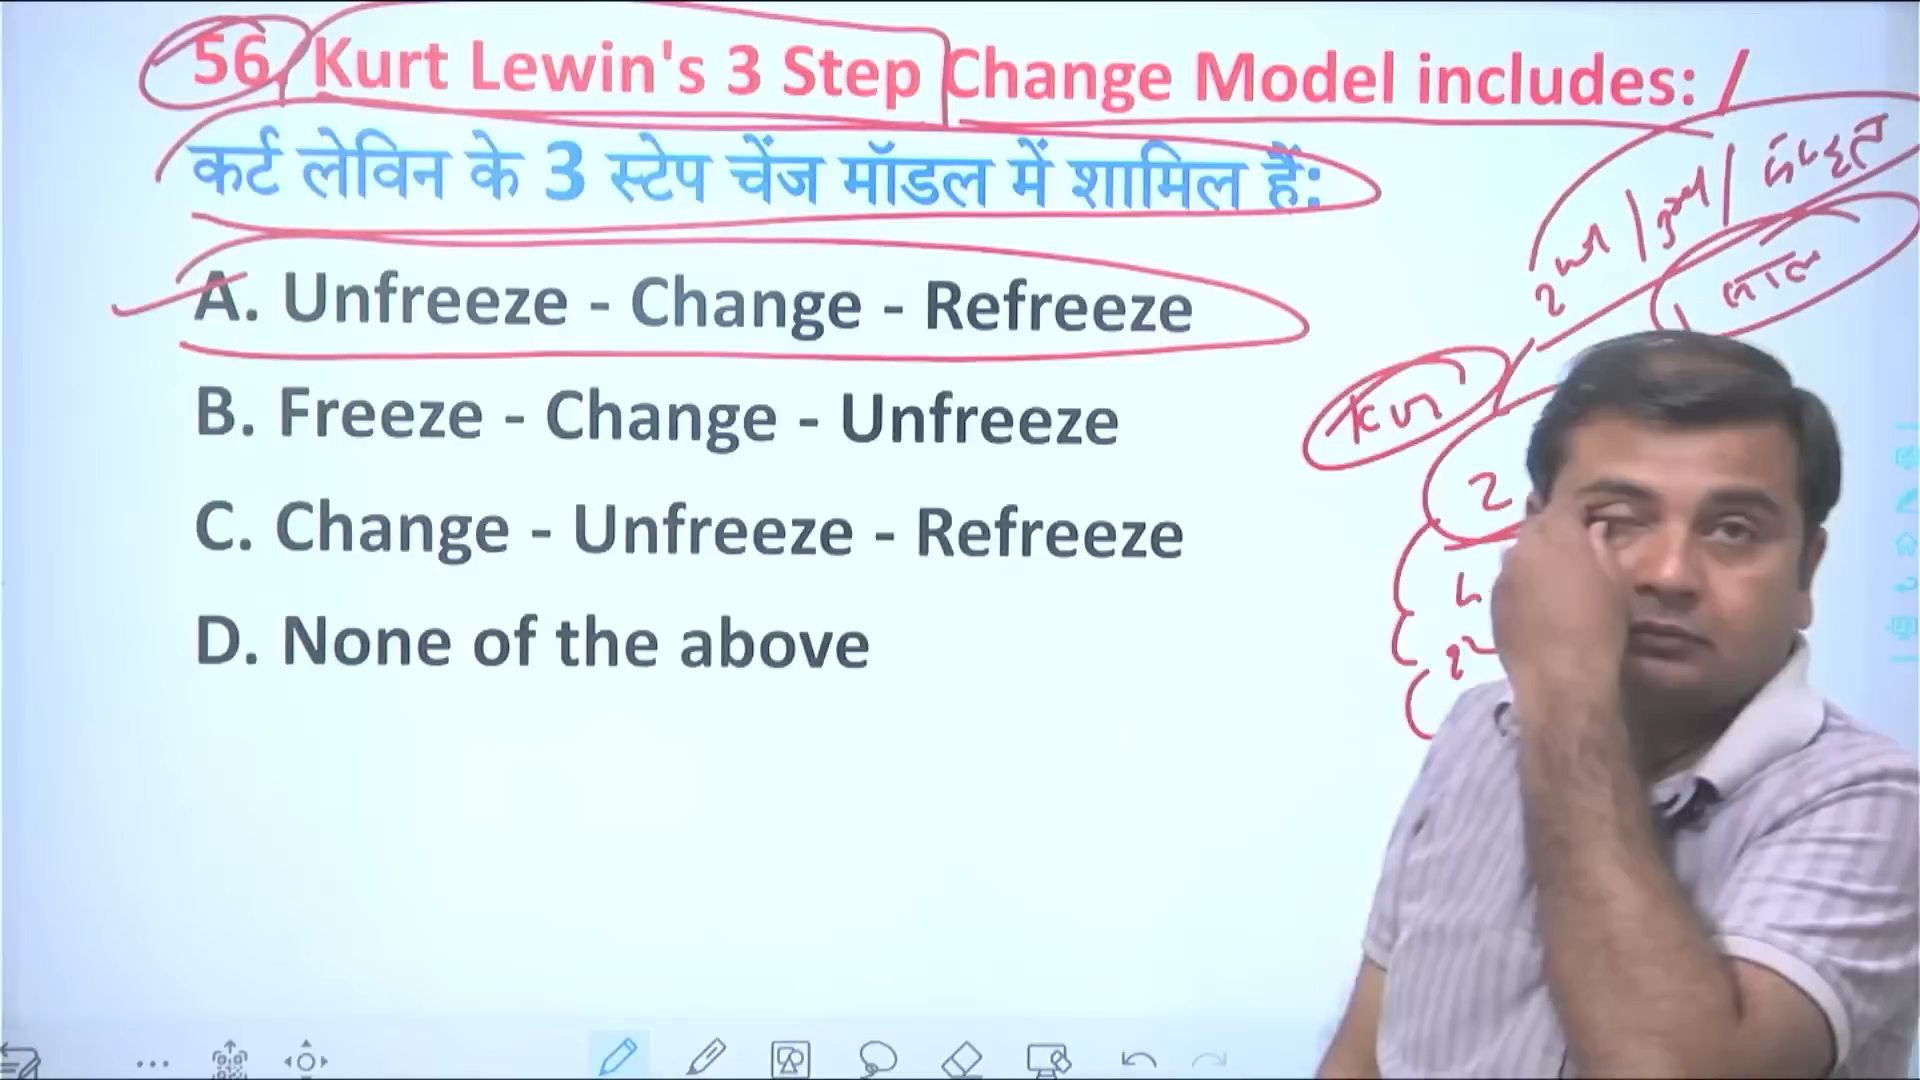 56 Kurt Lewin's 3 Step Change Model includes: /
कर्ट लेविन के 3 स्टेप चेंज मॉडल में शामिल हैं:
A. Unfreeze - Change - Refreeze
B. Freeze - Change - Unfreeze
C. Change - Unfreeze - Refreeze
D. None of the above
2